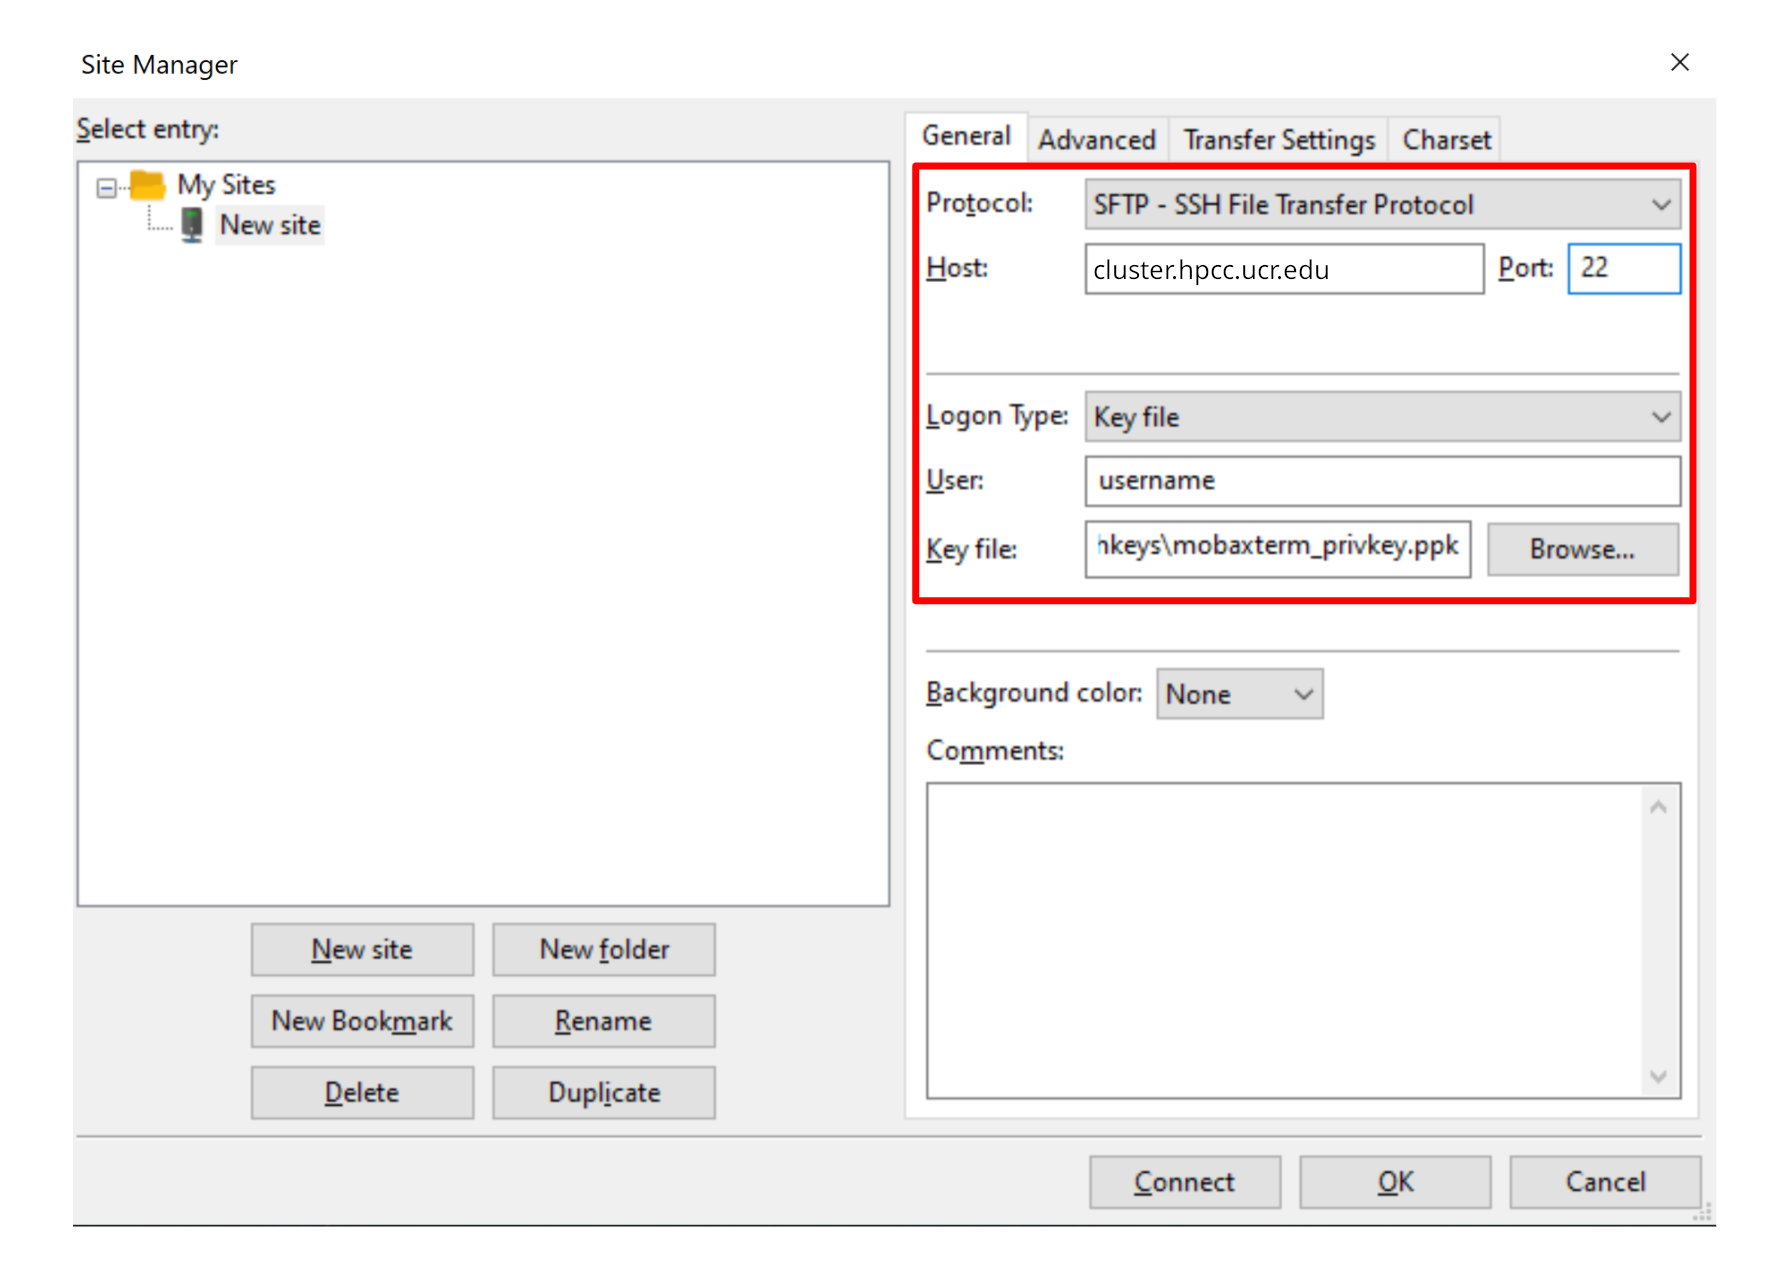 Site Manager
Select entry:
My Sites
New site
General Advanced Transfer Settings Charset
Protocol: SFTP - SSH File Transfer Protocol
Host: cluster.hpcc.ucr.edu Port: 22
Logon Type: Key file
User: username
Key file: hkeys\mobaxterm_privkey.ppk Browse...
Background color: None
Comments:
New site New folder
New Bookmark Rename
Delete Duplicate
Connect OK Cancel